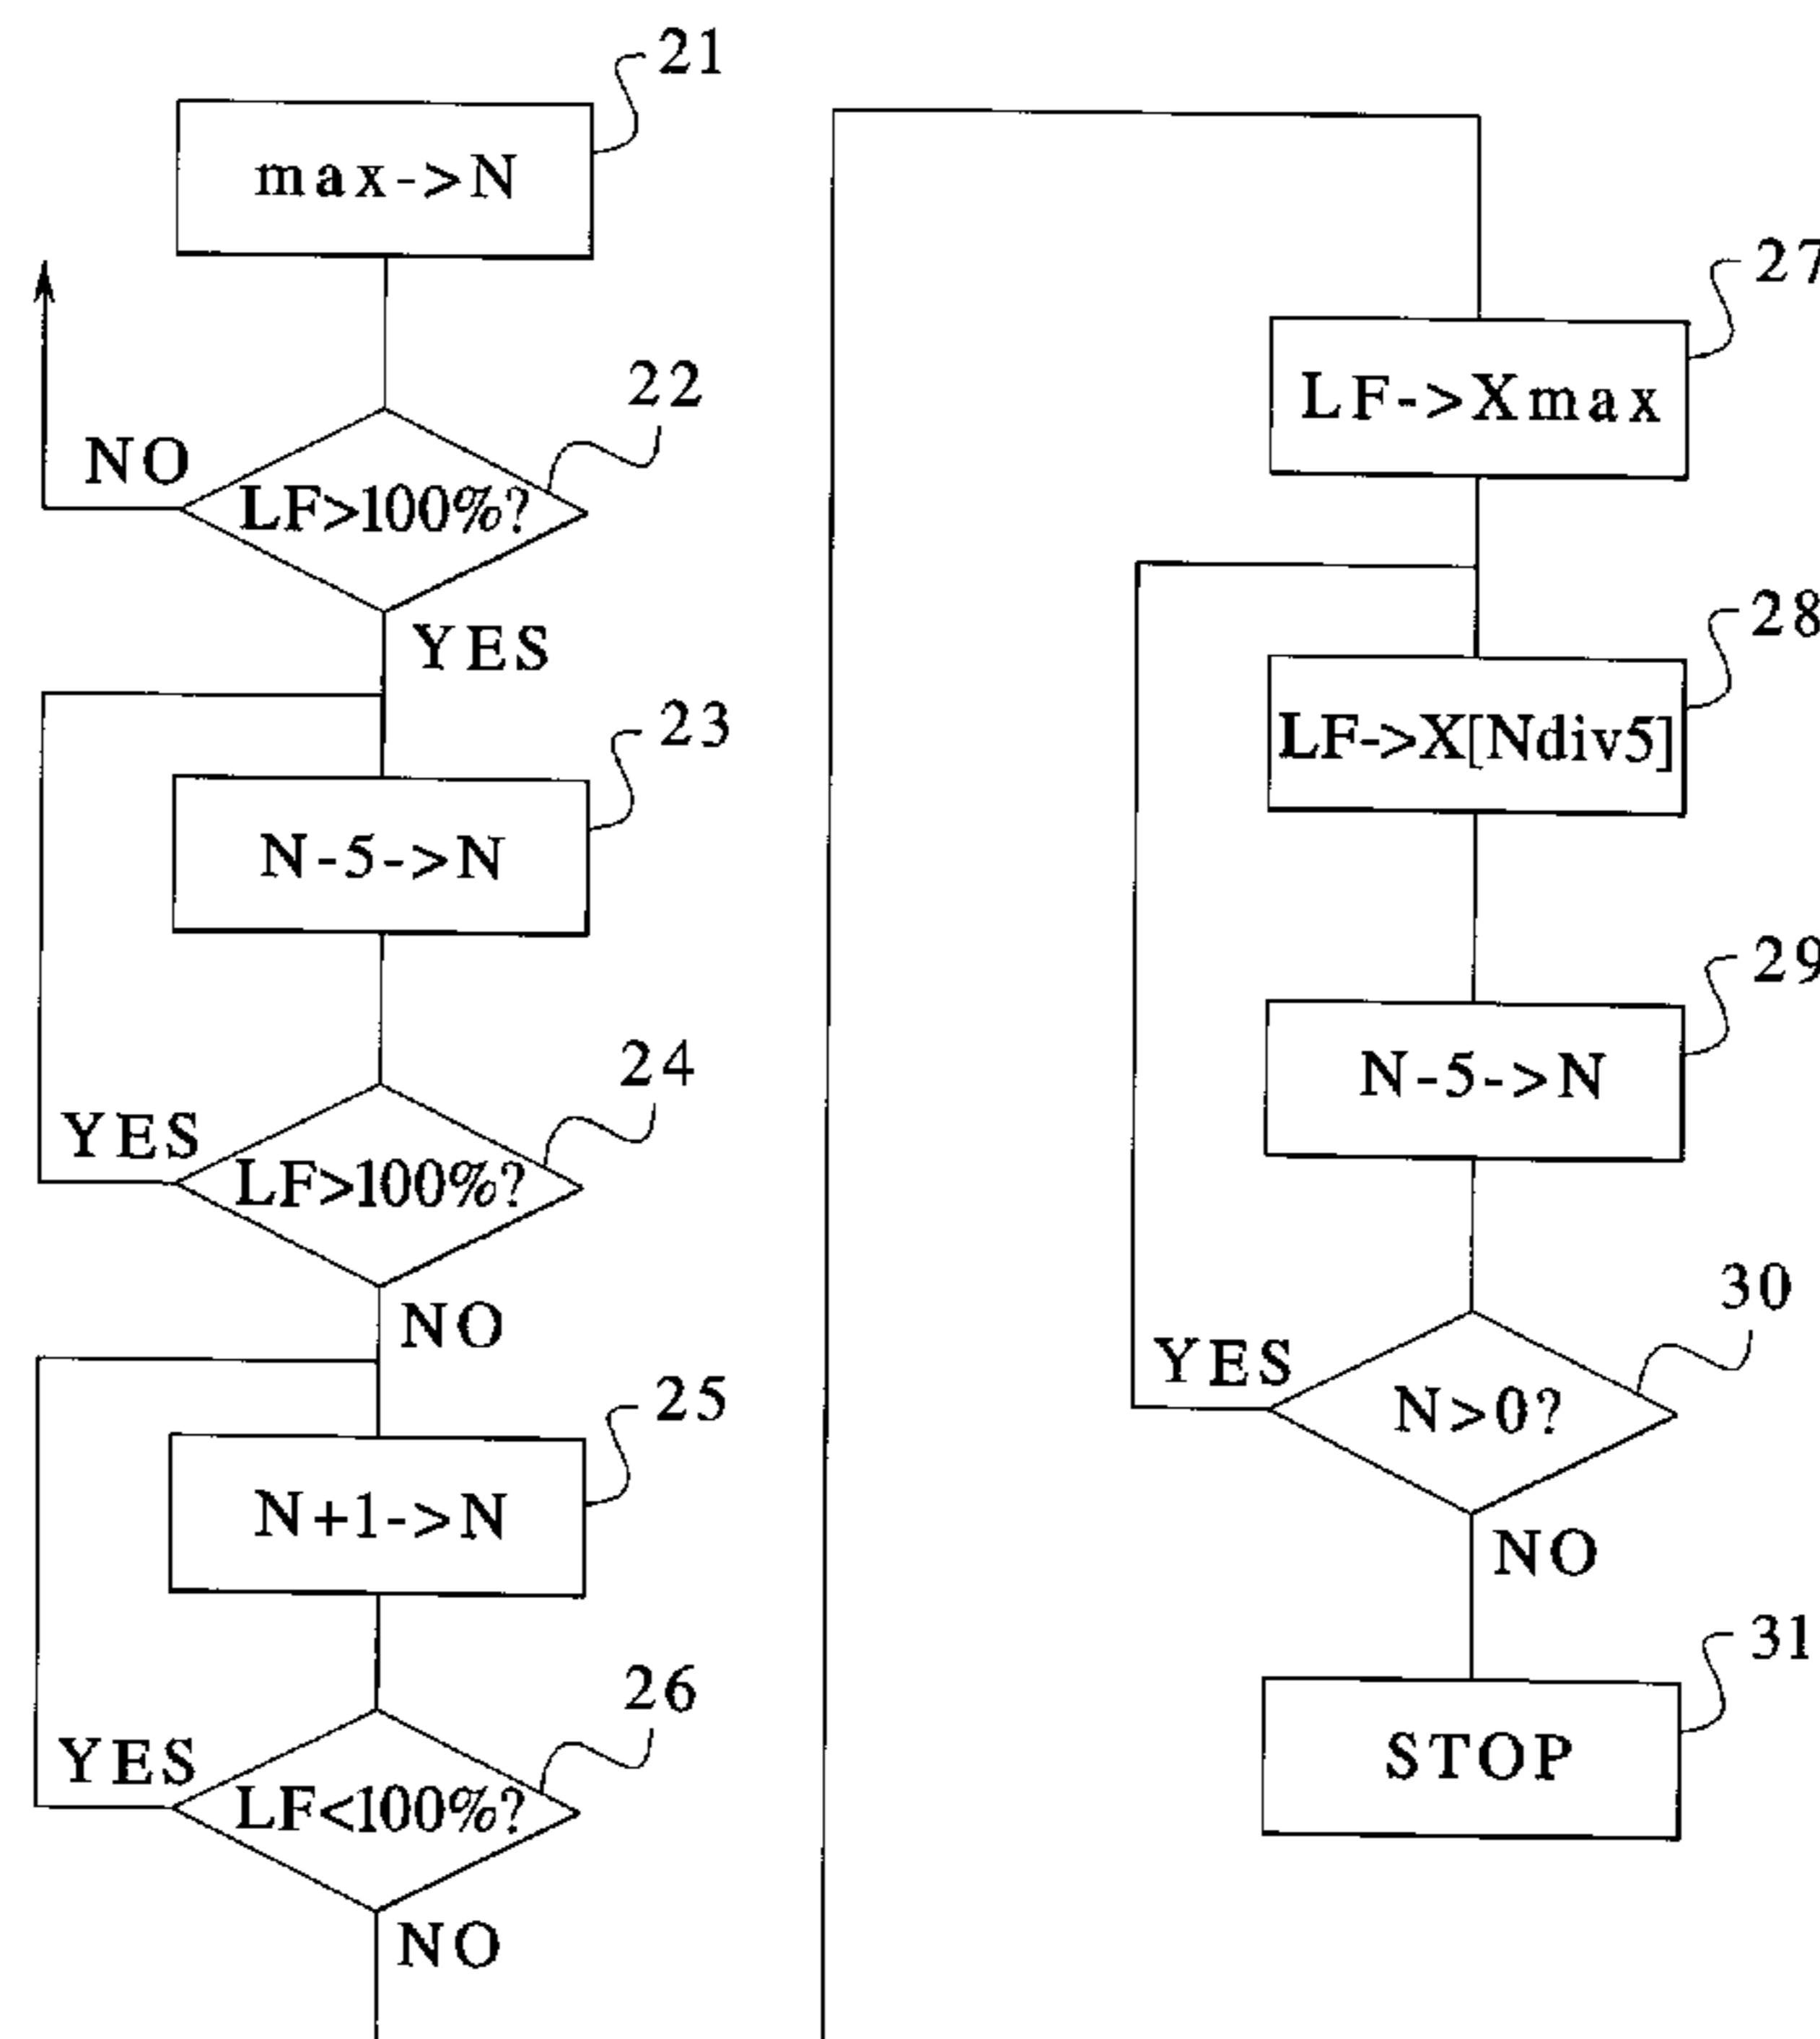 21
max->N
22
NO
LF>100%?
YES
23
N-5->N
24
YES
LF>100%?
NO
25
N+1->N
26
YES
LF<100%?
NO
27
LF->Xmax
28
LF->X[Ndiv5]
29
N-5->N
30
YES
N>0?
NO
31
STOP